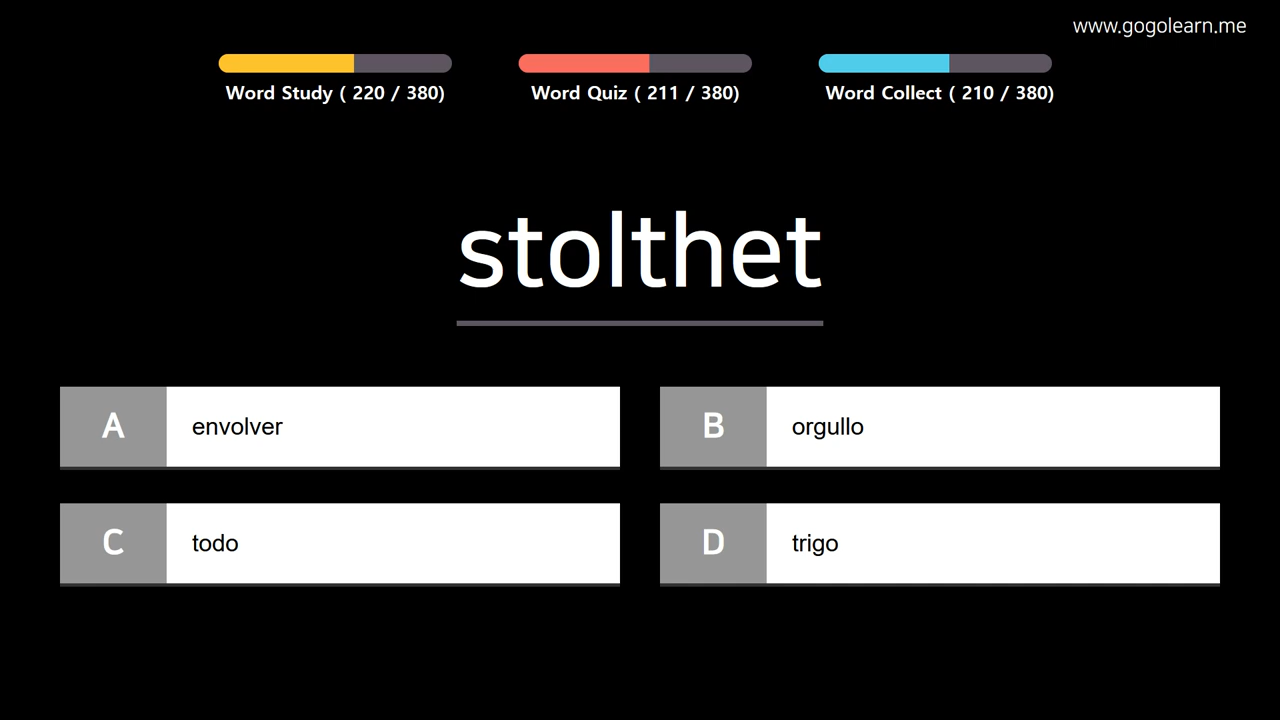 www.gogolearn.me
Word Study ( 220 / 380)
Word Quiz ( 211 / 380)
Word Collect ( 210 / 380)
stolthet
A envolver
B orgullo
C todo
D trigo